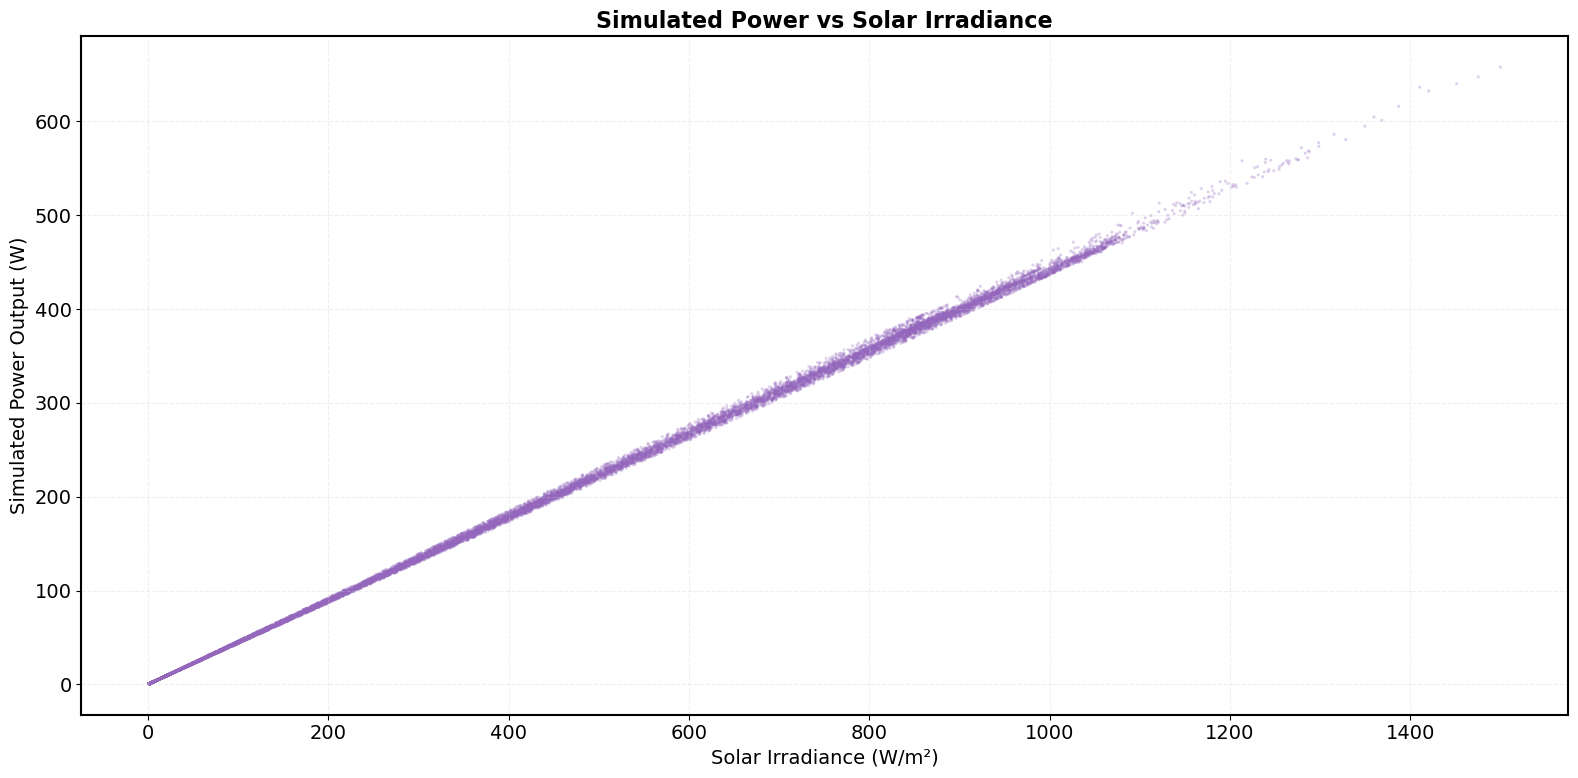 Simulated Power vs Solar Irradiance
Simulated Power Output (W)
600
500
400
300
200
100
0
0 200 400 600 800 1000 1200 1400
Solar Irradiance (W/m²)